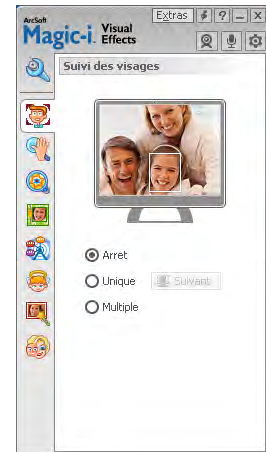 Extras ? – X
ArcSoft
Magic-i. Visual Effects
Suivi des visages
Arret
Unique Suivant
Multiple